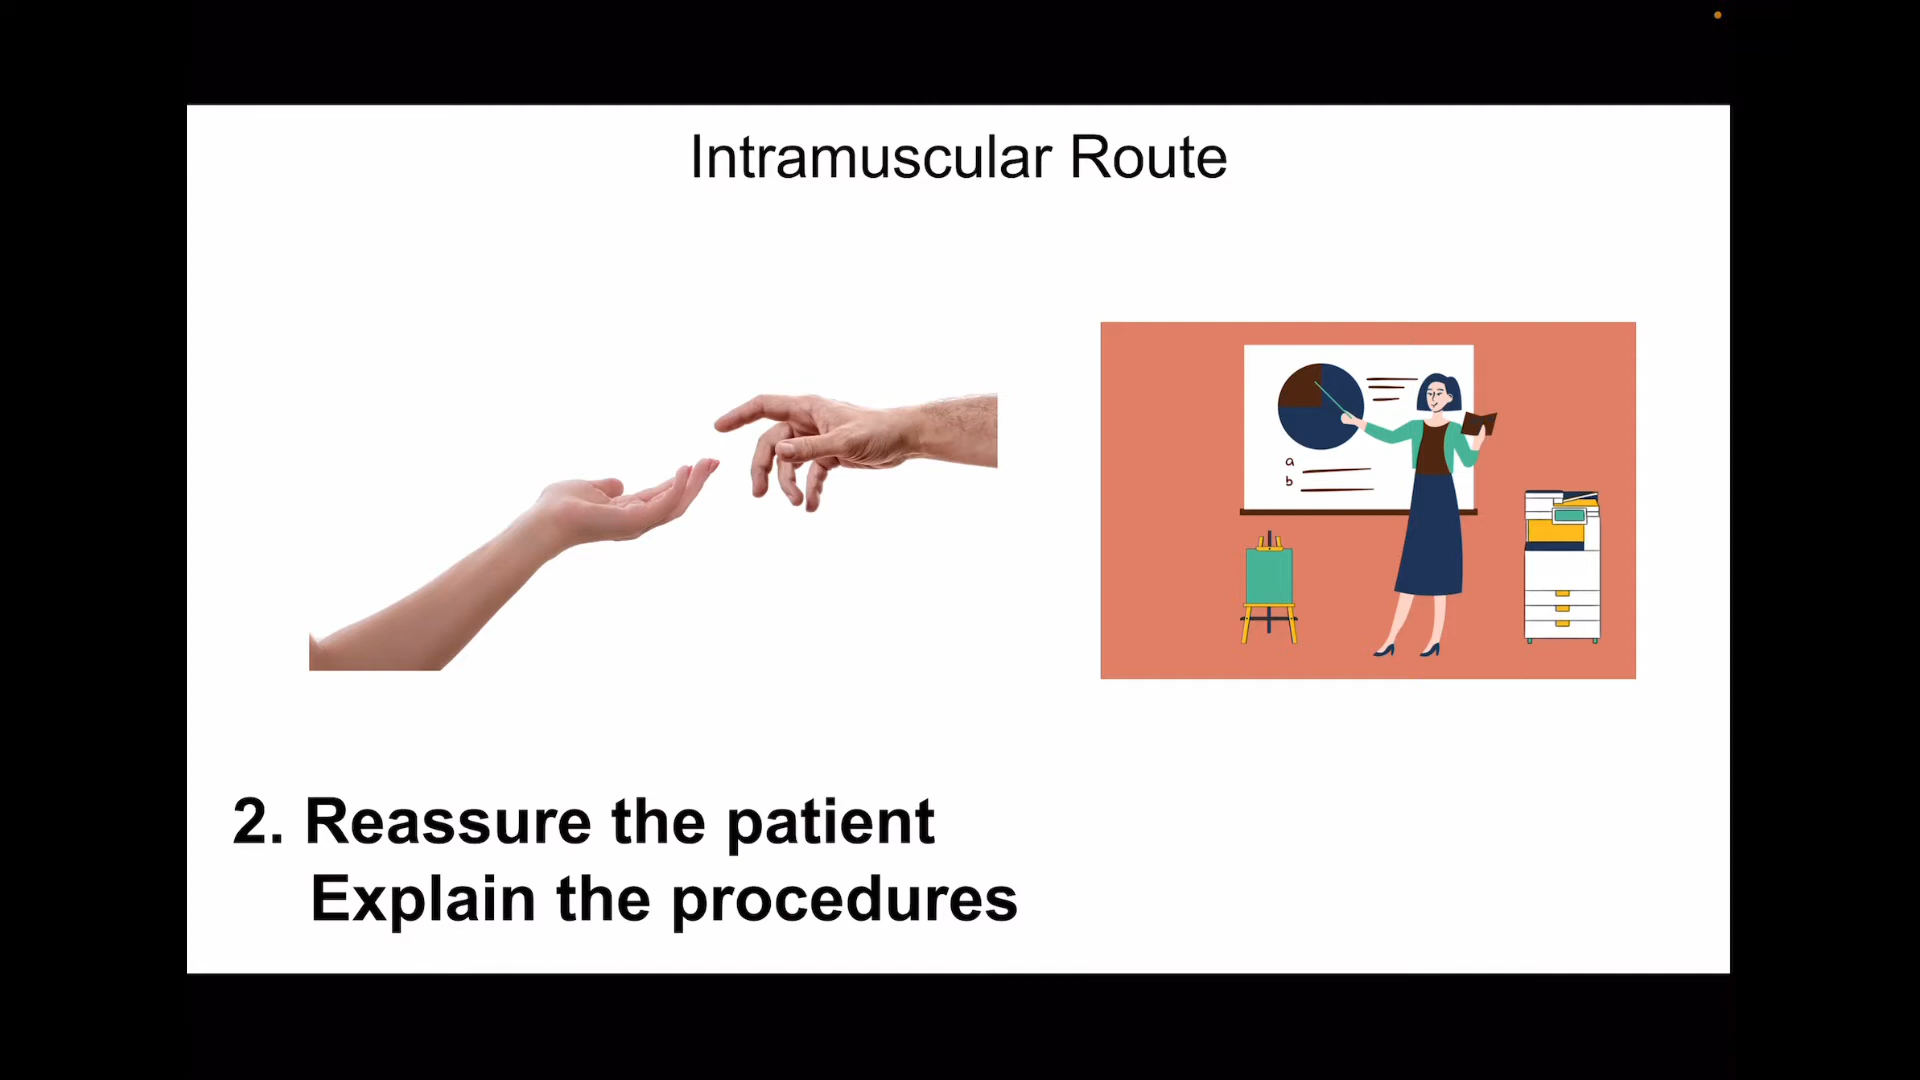 Intramuscular Route
a
b
2. Reassure the patient
Explain the procedures